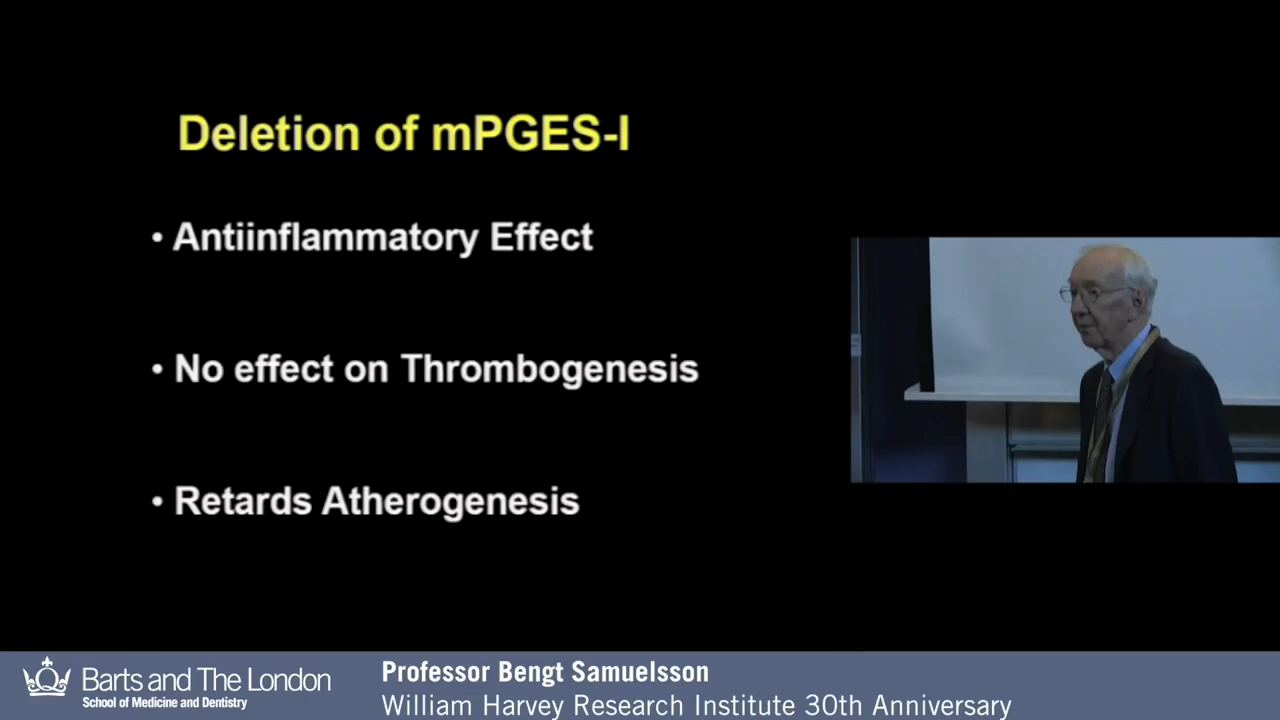 Deletion of mPGES-I
• Antiinflammatory Effect
• No effect on Thrombogenesis
• Retards Atherogenesis
Barts and The London
School of Medicine and Dentistry
Professor Bengt Samuelsson
William Harvey Research Institute 30th Anniversary